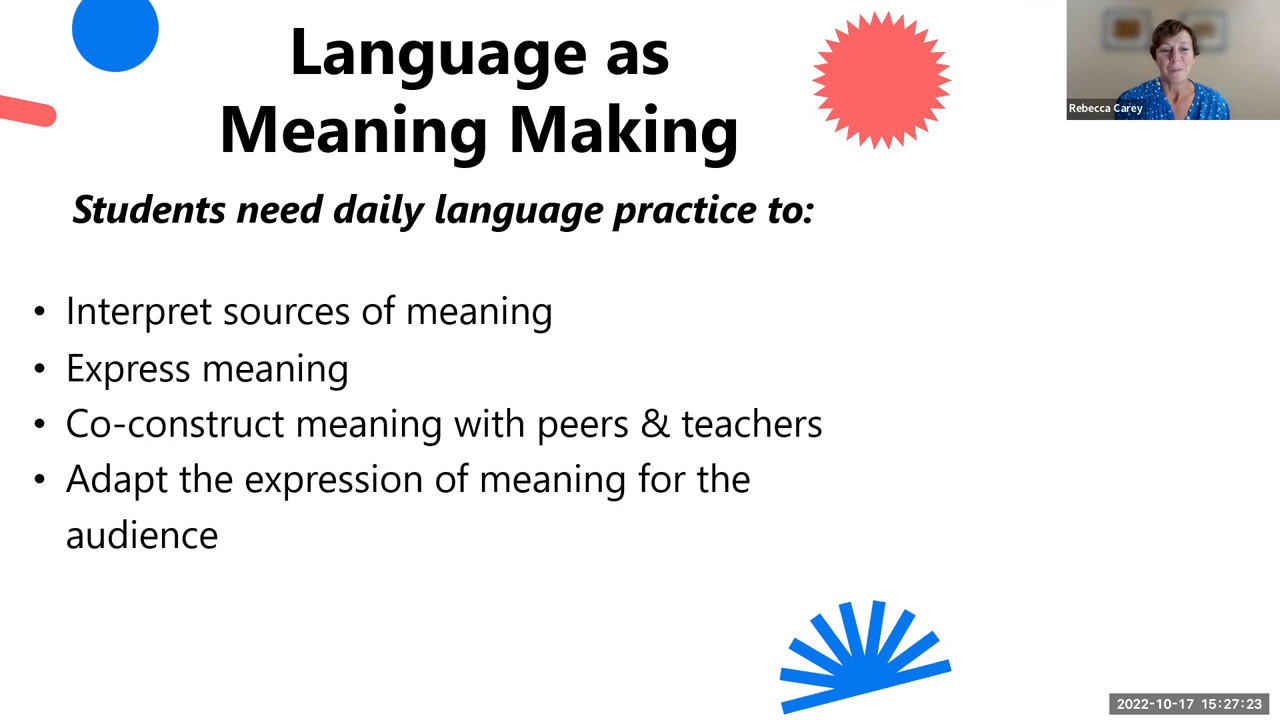 Language as
Meaning Making
Students need daily language practice to:
• Interpret sources of meaning
• Express meaning
• Co-construct meaning with peers & teachers
• Adapt the expression of meaning for the
audience
Rebecca Carey
2022-10-17 15:27:23